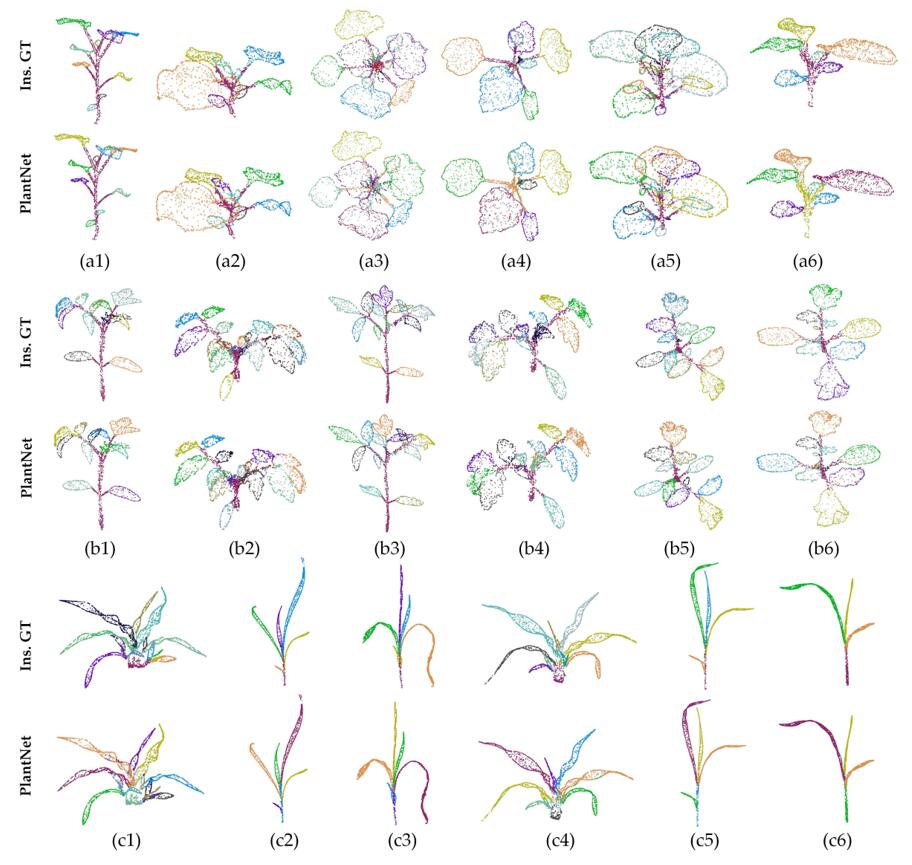 Ins. GT
PlantNet
(a1) (a2) (a3) (a4) (a5) (a6)
Ins. GT
PlantNet
(b1) (b2) (b3) (b4) (b5) (b6)
Ins. GT
PlantNet
(c1) (c2) (c3) (c4) (c5) (c6)